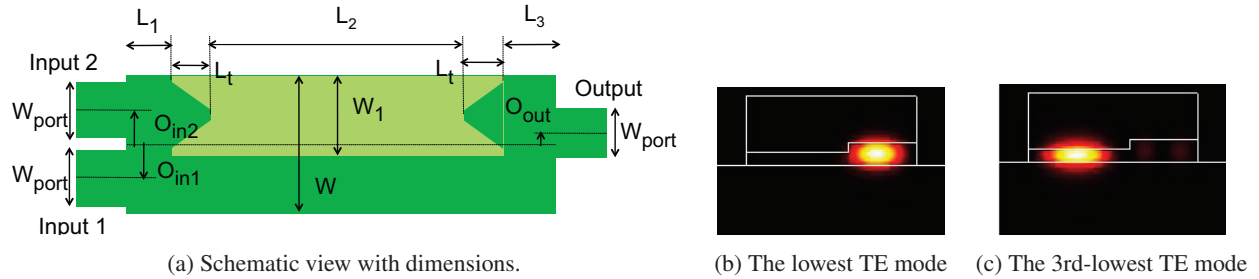 L1
L2
L3
Input 2
Lt
Lt
Output
Wport
Oin2
W1
Oout
Wport
Wport
Oin1
W
Input 1
(a) Schematic view with dimensions.
(b) The lowest TE mode
(c) The 3rd-lowest TE mode